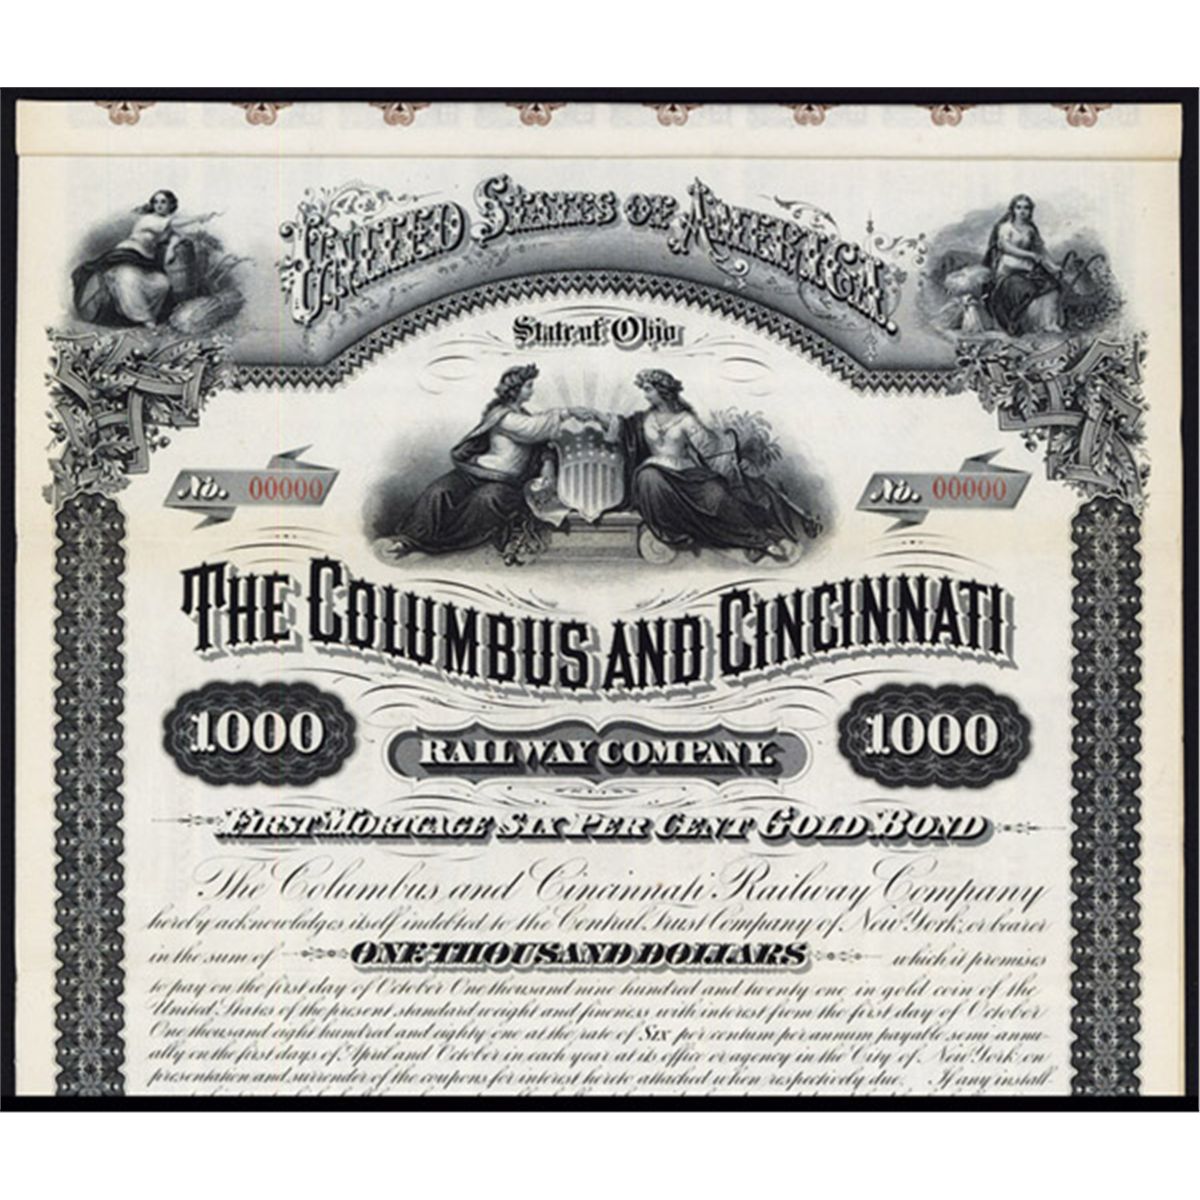 UNITED STATES OF AMERICA.
State of Ohio
No. 00000
No. 00000
THE COLUMBUS AND CINCINNATI
1000
RAILWAY COMPANY.
1000
FIRST MORTGAGE SIX PER CENT GOLD BOND
The Columbus and Cincinnati Railway Company
hereby acknowledges itself indebted to the Central Trust Company of New York, or bearer
in the sum of ONE THOUSAND DOLLARS which it promises
to pay on the first day of October One thousand nine hundred and twenty one in gold coin of the
United States of the present standard weight and fineness with interest from the first day of October
One thousand eight hundred and eighty one at the rate of Six per centum per annum payable semi-annu-
ally on the first days of April and October in each year at its office or agency in the City of New York on
presentation and surrender of the coupons for interest hereto attached when respectively due. If any install-